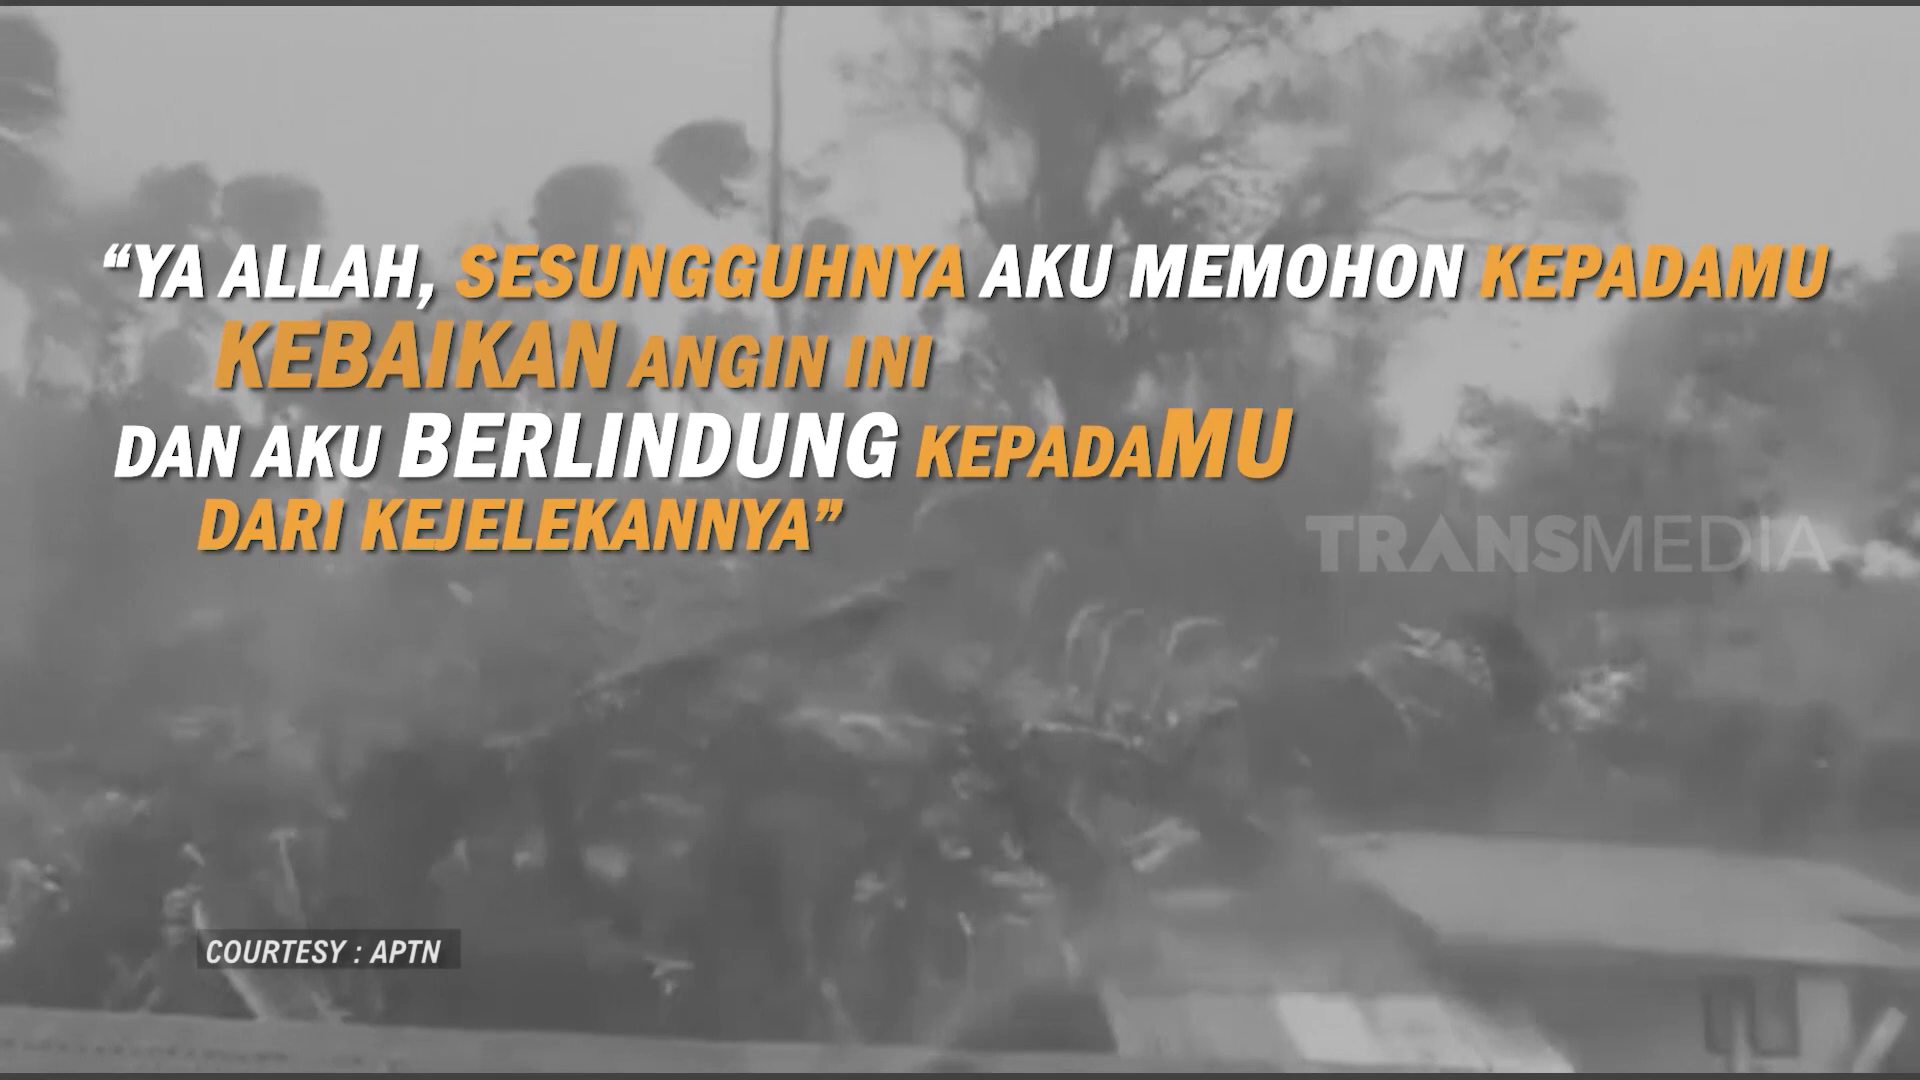 “YA ALLAH, SESUNGGUHNYA AKU MEMOHON KEPADAMU
KEBAIKAN ANGIN INI
DAN AKU BERLINDUNG KEPADAMU
DARI KEJELEKANNYA”
TRANSMEDIA
COURTESY : APTN